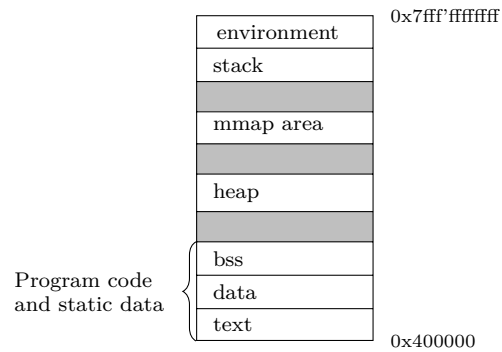 0x7fff'ffffffff
environment
stack
mmap area
heap
bss
Program code
and static data
data
text
0x400000